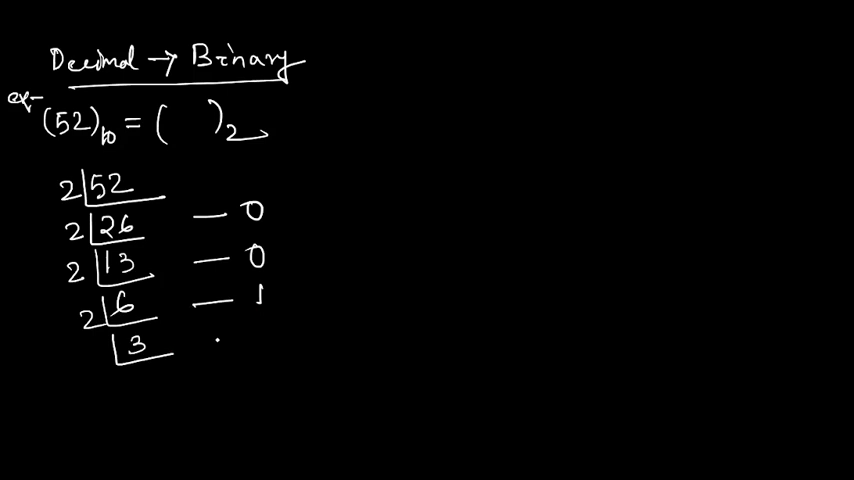 Decimal → Binary
ex-
(52)10 = (   )2
2 52
2 26 — 0
2 13 — 0
2 6 — 1
3